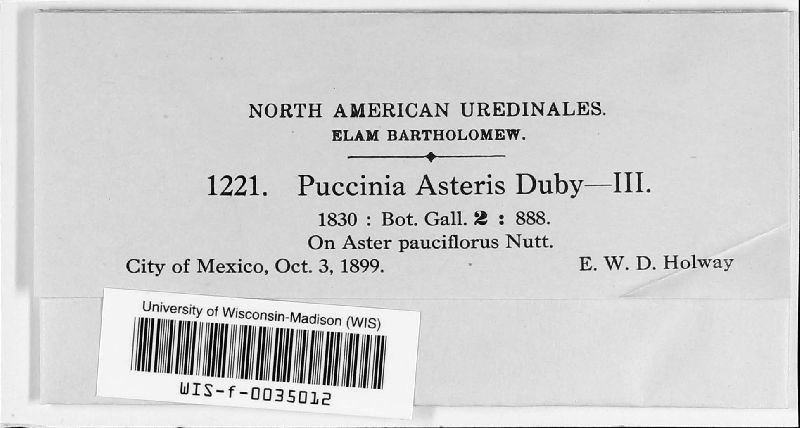 NORTH AMERICAN UREDINALES.
ELAM BARTHOLOMEW.
1221. Puccinia Asteris Duby—III.
1830 : Bot. Gall. 2 : 888.
On Aster pauciflorus Nutt.
City of Mexico, Oct. 3, 1899. E. W. D. Holway
University of Wisconsin-Madison (WIS)
WIS-f-0035012